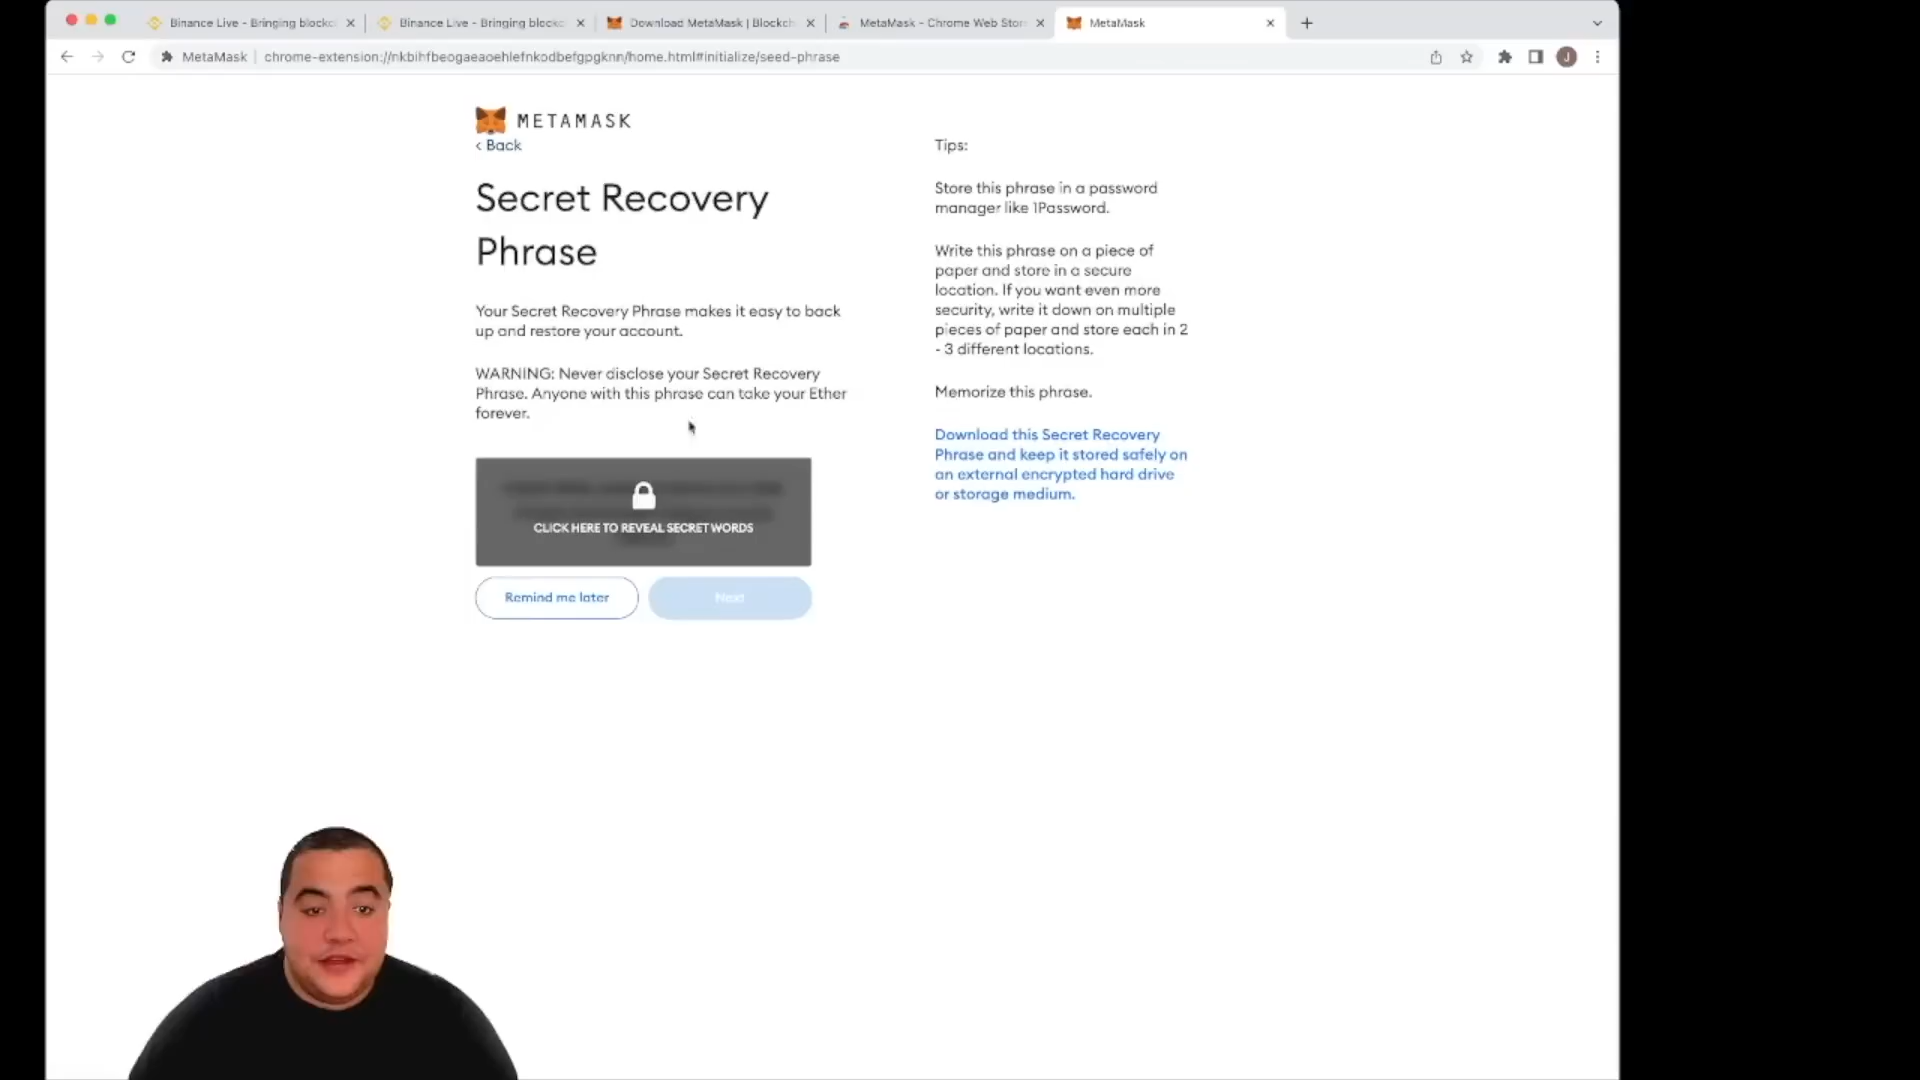 Binance Live - Bringing blockc
Binance Live - Bringing blocko
Download MetaMask | Blockch
MetaMask - Chrome Web Stor
MetaMask
MetaMask | chrome-extension://nkbihfbeogaeaoehlefnkodbefgpgknn/home.html#initialize/seed-phrase
J
METAMASK
< Back
Secret Recovery
Phrase
Your Secret Recovery Phrase makes it easy to back
up and restore your account.
WARNING: Never disclose your Secret Recovery
Phrase. Anyone with this phrase can take your Ether
forever.
CLICK HERE TO REVEAL SECRET WORDS
Remind me later
Next
Tips:
Store this phrase in a password
manager like 1Password.
Write this phrase on a piece of
paper and store in a secure
location. If you want even more
security, write it down on multiple
pieces of paper and store each in 2
- 3 different locations.
Memorize this phrase.
Download this Secret Recovery
Phrase and keep it stored safely on
an external encrypted hard drive
or storage medium.